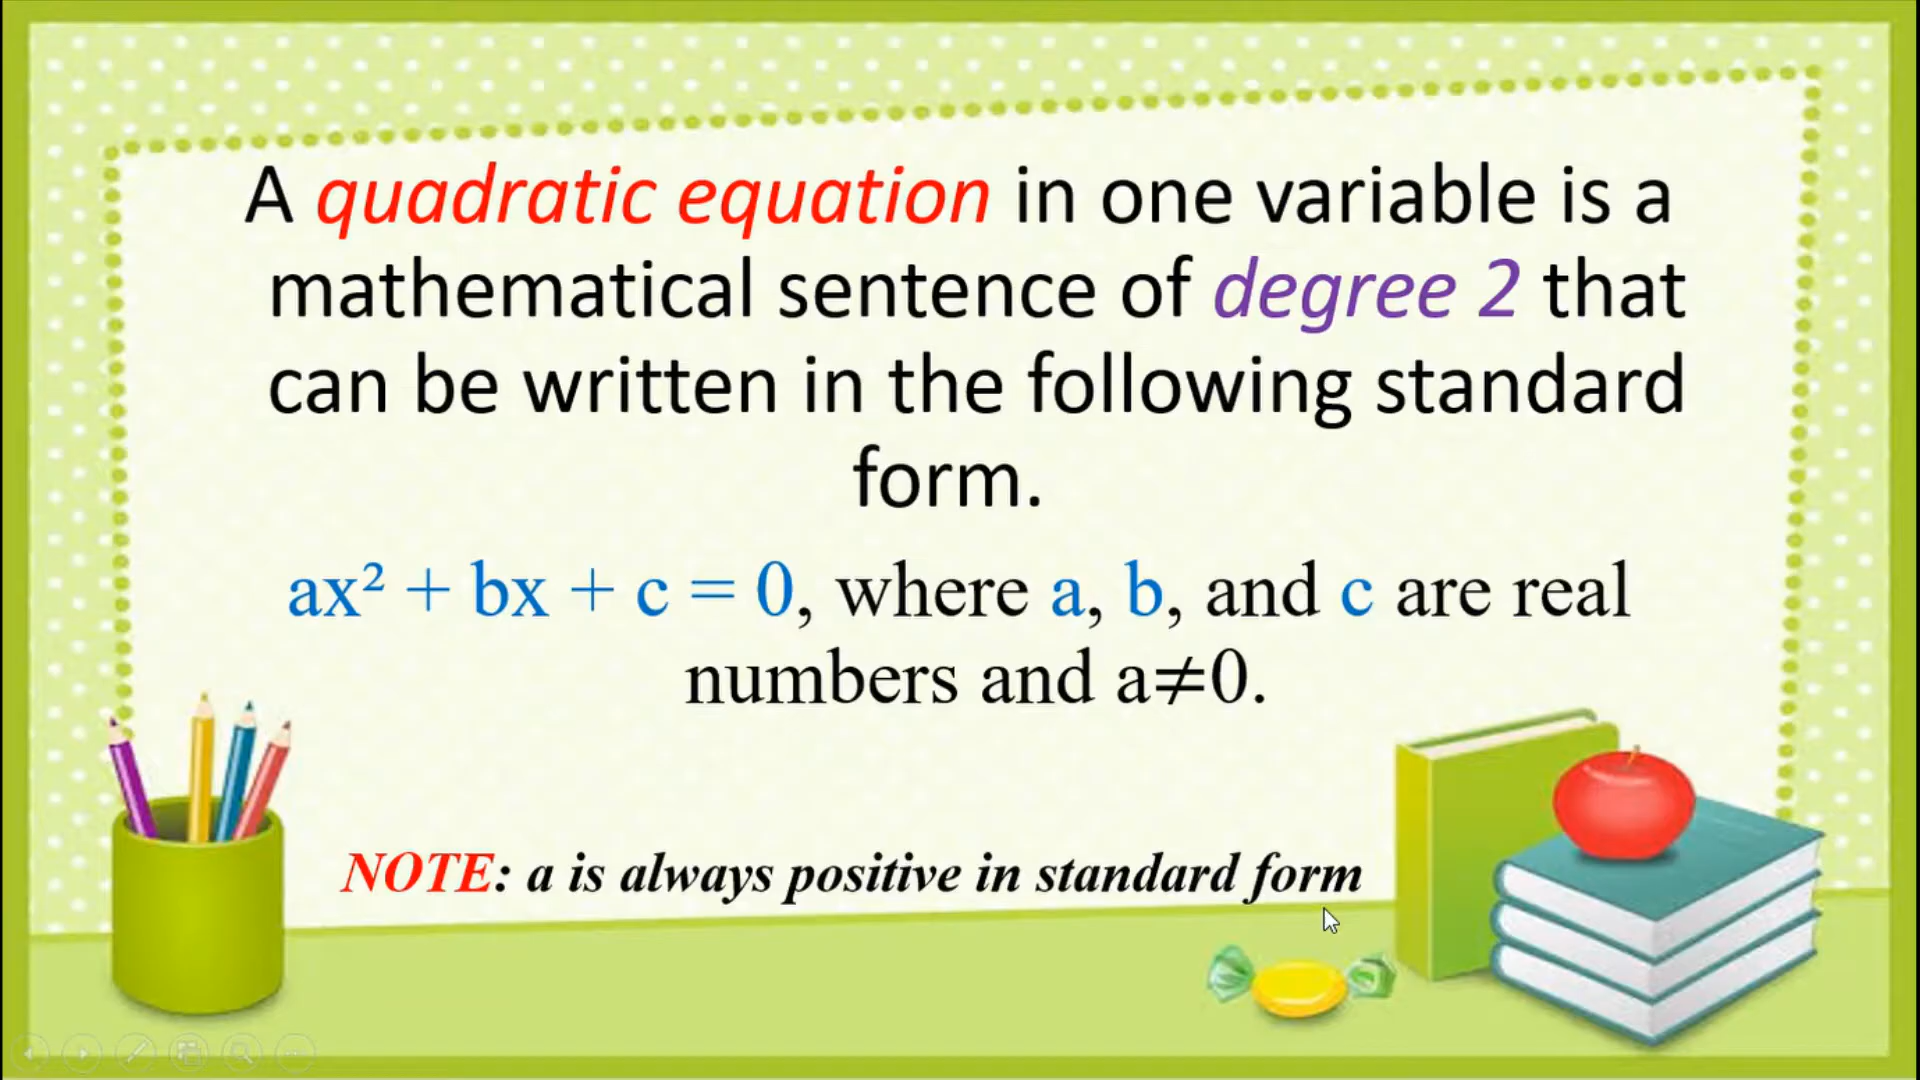 A quadratic equation in one variable is a
mathematical sentence of degree 2 that
can be written in the following standard
form.
ax² + bx + c = 0, where a, b, and c are real
numbers and a≠0.
NOTE: a is always positive in standard form